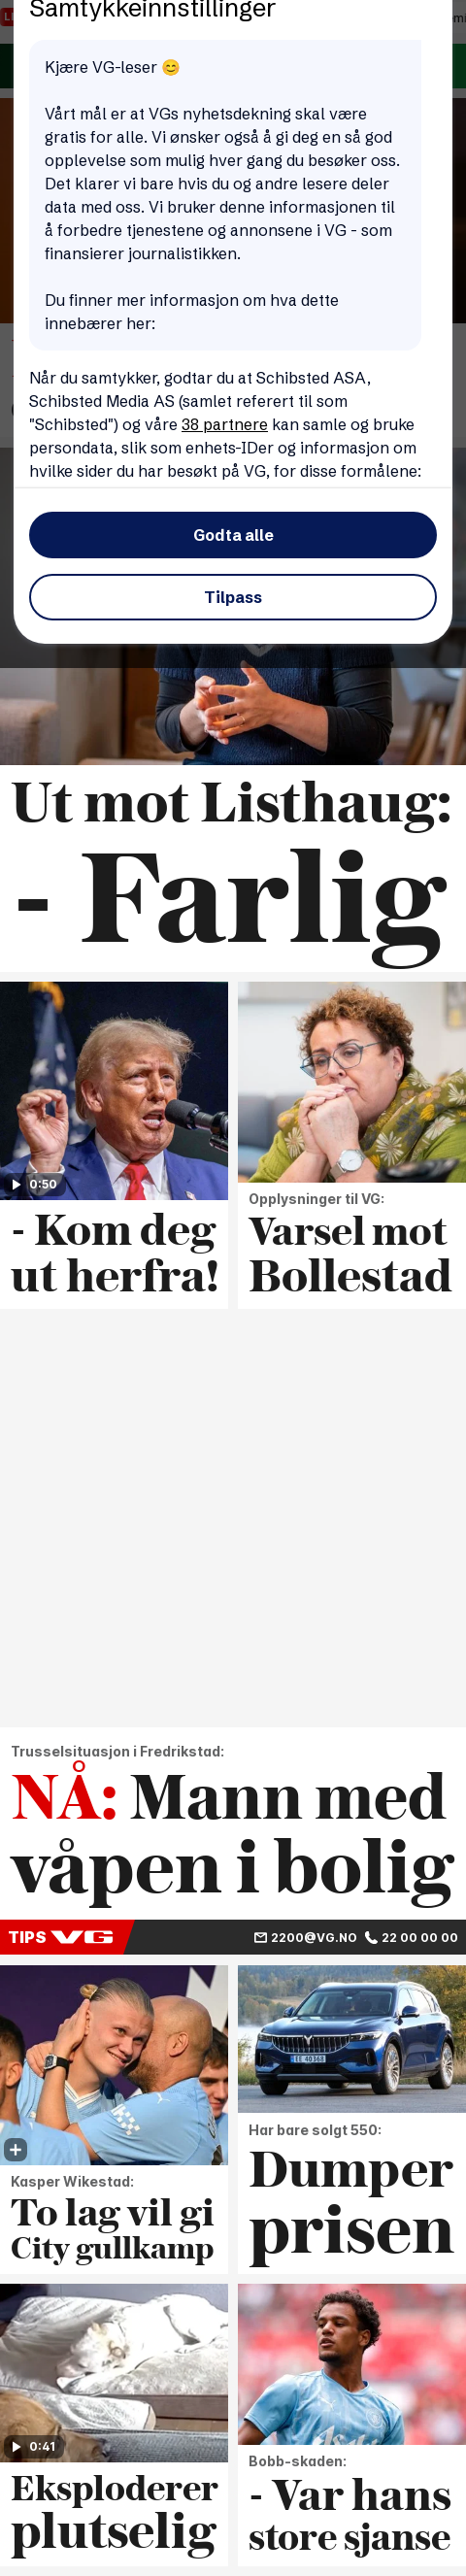 Samtykkeinnstillinger
Kjære VG-leser 😊
Vårt mål er at VGs nyhetsdekning skal være
gratis for alle. Vi ønsker også å gi deg en så god
opplevelse som mulig hver gang du besøker oss.
Det klarer vi bare hvis du og andre lesere deler
data med oss. Vi bruker denne informasjonen til
å forbedre tjenestene og annonsene i VG - som
finansierer journalistikken.
Du finner mer informasjon om hva dette
innebærer her:
Når du samtykker, godtar du at Schibsted ASA,
Schibsted Media AS (samlet referert til som
"Schibsted") og våre 38 partnere kan samle og bruke
persondata, slik som enhets-IDer og informasjon om
hvilke sider du har besøkt på VG, for disse formålene:
Godta alle
Tilpass
Ut mot Listhaug:
- Farlig
0:50
- Kom deg
ut herfra!
Opplysninger til VG:
Varsel mot
Bollestad
Trusselsituasjon i Fredrikstad:
NÅ: Mann med
våpen i bolig
TIPS VG
2200@VG.NO 22 00 00 00
Kasper Wikestad:
To lag vil gi
City gullkamp
EE 40368
Har bare solgt 550:
Dumper
prisen
0:41
Eksploderer
plutselig
Bobb-skaden:
- Var hans
store sjanse